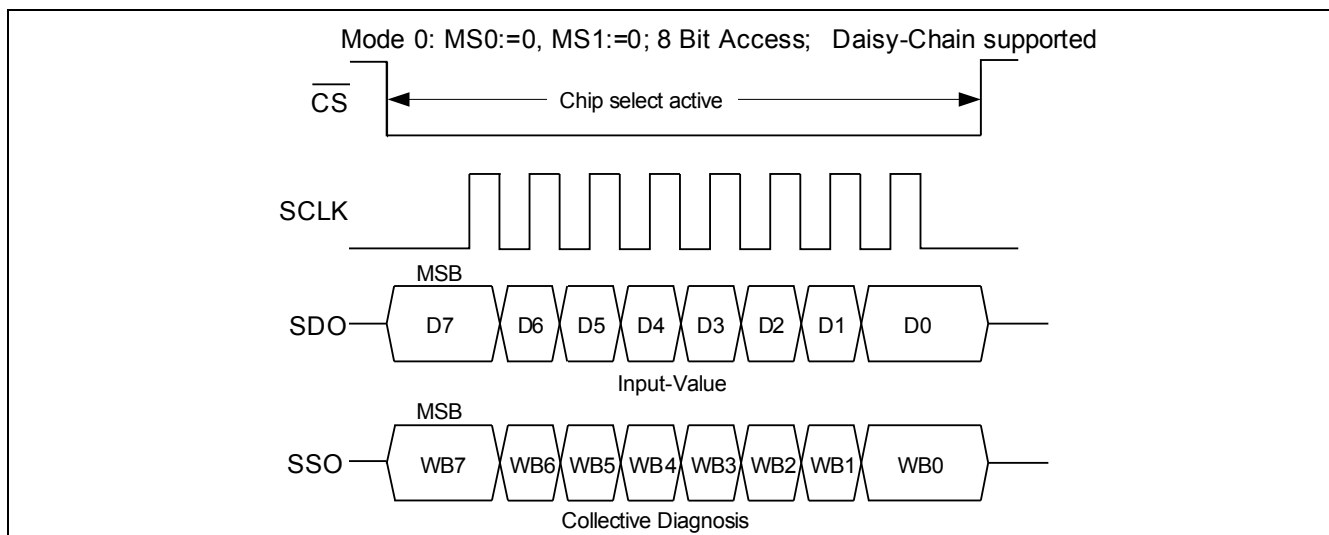 Mode 0: MS0:=0, MS1:=0; 8 Bit Access; Daisy-Chain supported
CS
Chip select active
SCLK
MSB
SDO D7 D6 D5 D4 D3 D2 D1 D0
Input-Value
MSB
SSO WB7 WB6 WB5 WB4 WB3 WB2 WB1 WB0
Collective Diagnosis